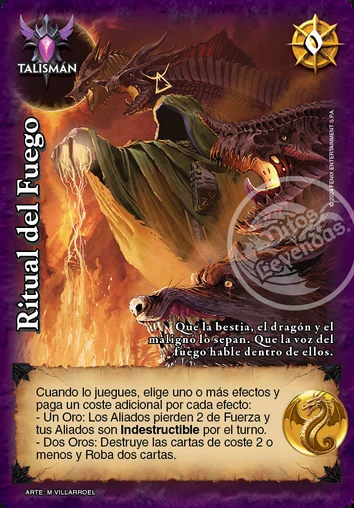 TALISMÁN
0
Ritual del Fuego
© 2023 FENIX ENTERTAINMENT S.P.A.
Mitos y
Leyendas.
Que la bestia, el dragón y el
maligno lo sepan. Que la voz del
fuego hable dentro de ellos.
Cuando lo juegues, elige uno o más efectos y
paga un coste adicional por cada efecto:
- Un Oro: Los Aliados pierden 2 de Fuerza y
tus Aliados son Indestructible por el turno.
- Dos Oros: Destruye las cartas de coste 2 o
menos y Roba dos cartas.
ARTE: M VILLARROEL